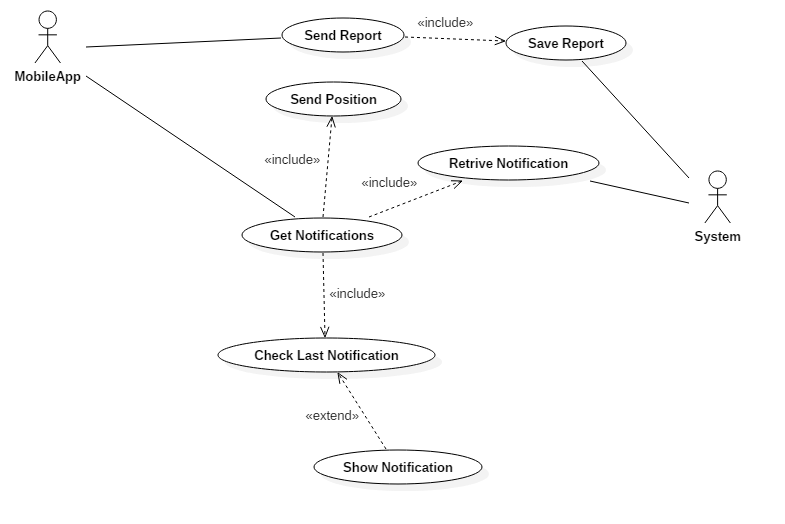 «include»
Send Report
Save Report
MobileApp
Send Position
«include»
Retrive Notification
«include»
Get Notifications
System
«include»
Check Last Notification
«extend»
Show Notification